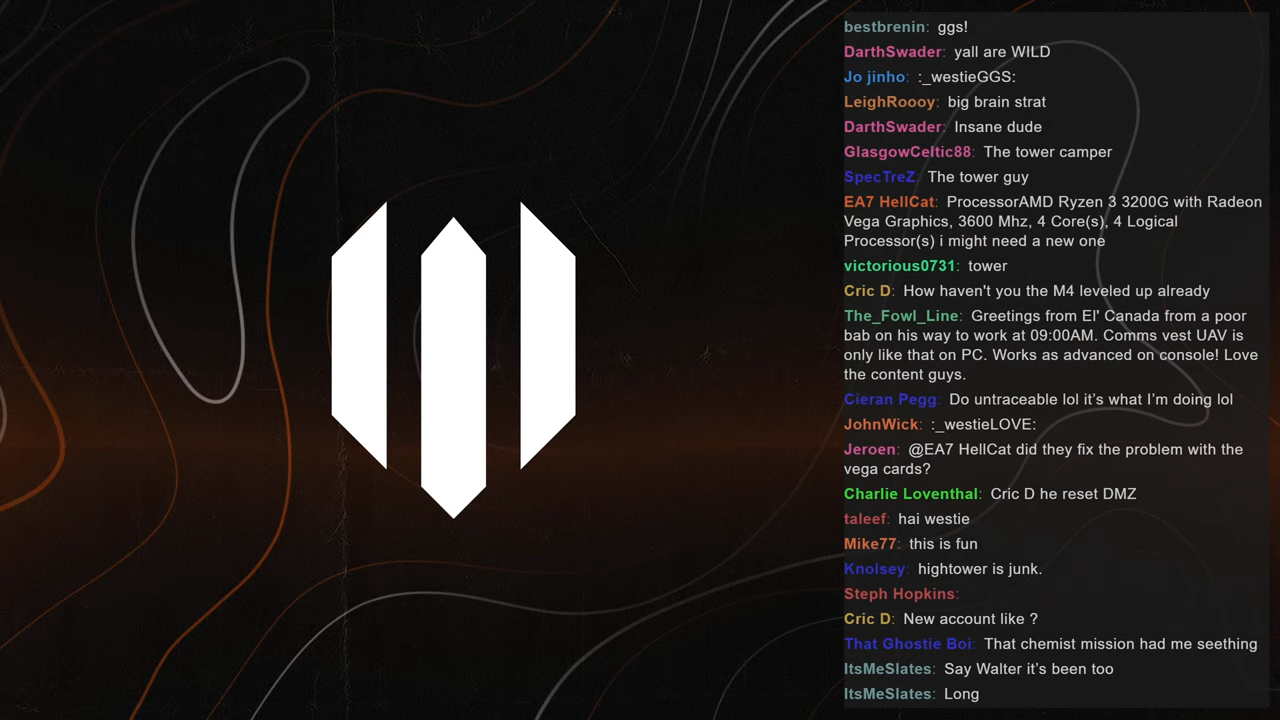 bestbrenin: ggs!
DarthSwader: yall are WILD
Jo jinho: :_westieGGS:
LeighRoooy: big brain strat
DarthSwader: Insane dude
GlasgowCeltic88: The tower camper
SpecTreZ: The tower guy
EA7 HellCat: ProcessorAMD Ryzen 3 3200G with Radeon
Vega Graphics, 3600 Mhz, 4 Core(s), 4 Logical
Processor(s) i might need a new one
victorious0731: tower
Cric D: How haven't you the M4 leveled up already
The_Fowl_Line: Greetings from El' Canada from a poor
bab on his way to work at 09:00AM. Comms vest UAV is
only like that on PC. Works as advanced on console! Love
the content guys.
Cieran Pegg: Do untraceable lol it’s what I’m doing lol
JohnWick: :_westieLOVE:
Jeroen: @EA7 HellCat did they fix the problem with the
vega cards?
Charlie Loventhal: Cric D he reset DMZ
taleef: hai westie
Mike77: this is fun
Knolsey: hightower is junk.
Steph Hopkins:
Cric D: New account like ?
That Ghostie Boi: That chemist mission had me seething
ItsMeSlates: Say Walter it’s been too
ItsMeSlates: Long